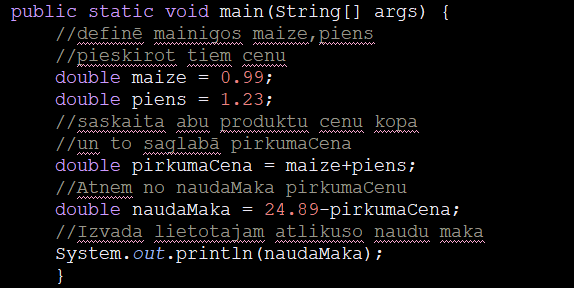 public static void main(String[] args) {
//definē mainigos maize,piens
//pieskirot tiem cenu
double maize = 0.99;
double piens = 1.23;
//saskaita abu produktu cenu kopa
//un to saglabā pirkumaCena
double pirkumaCena = maize+piens;
//Atnem no naudaMaka pirkumaCenu
double naudaMaka = 24.89-pirkumaCena;
//Izvada lietotajam atlikuso naudu maka
System.out.println(naudaMaka);
}